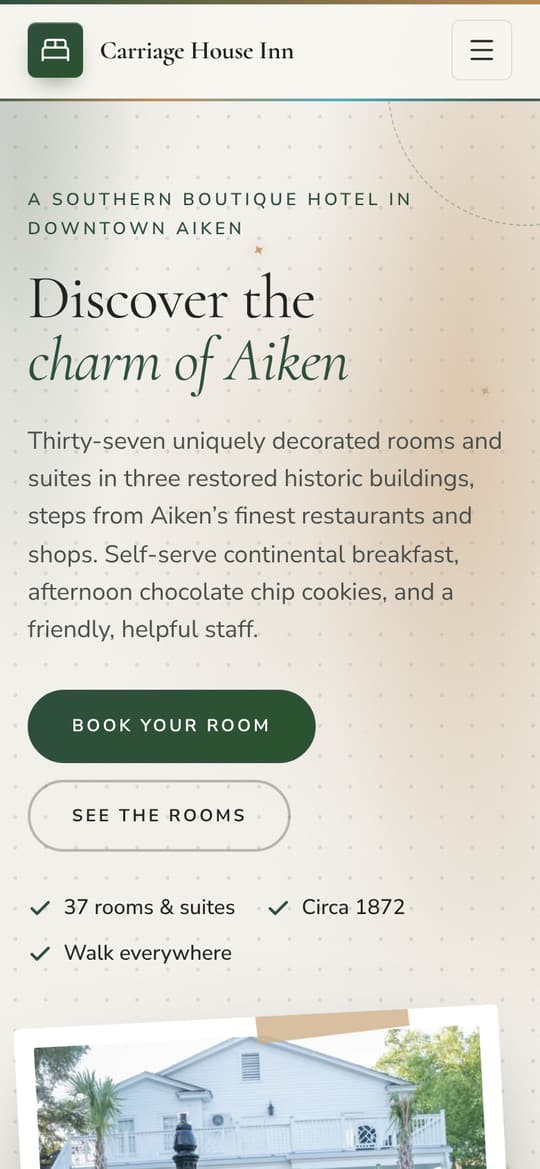 Carriage House Inn
A SOUTHERN BOUTIQUE HOTEL IN
DOWNTOWN AIKEN
Discover the
charm of Aiken
Thirty-seven uniquely decorated rooms and
suites in three restored historic buildings,
steps from Aiken’s finest restaurants and
shops. Self-serve continental breakfast,
afternoon chocolate chip cookies, and a
friendly, helpful staff.
BOOK YOUR ROOM
SEE THE ROOMS
37 rooms & suites
Circa 1872
Walk everywhere